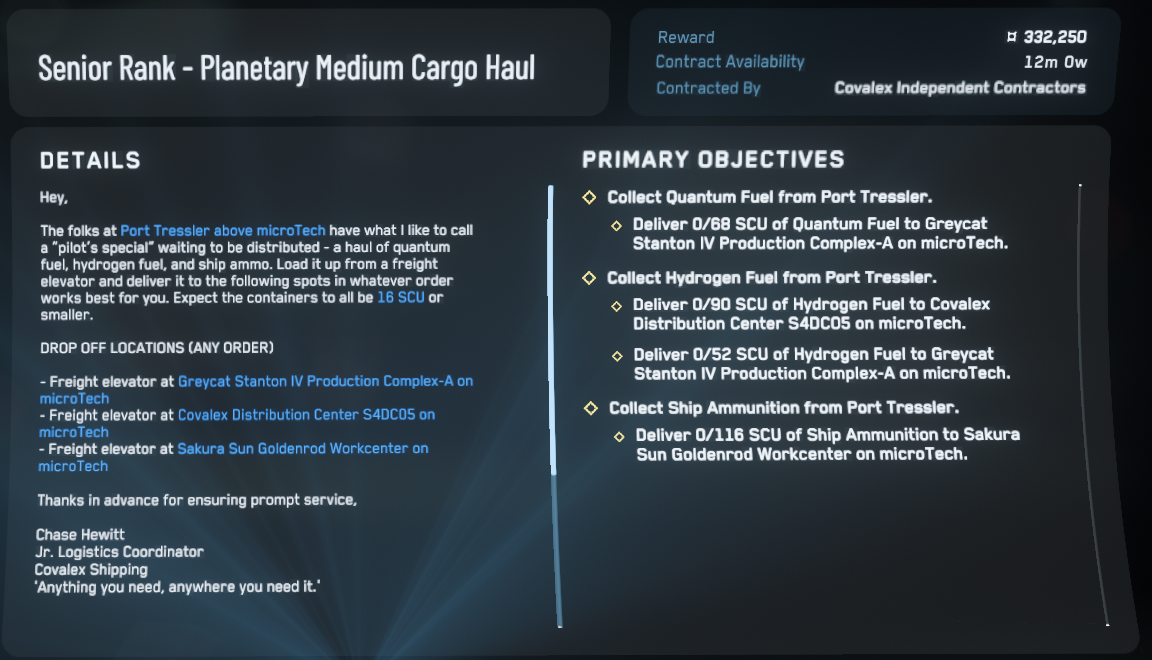 Senior Rank - Planetary Medium Cargo Haul
Reward ¤ 332,250
Contract Availability 12m 0w
Contracted By Covalex Independent Contractors
DETAILS
Hey,
The folks at Port Tressler above microTech have what I like to call
a "pilot's special" waiting to be distributed - a haul of quantum
fuel, hydrogen fuel, and ship ammo. Load it up from a freight
elevator and deliver it to the following spots in whatever order
works best for you. Expect the containers to all be 16 SCU or
smaller.
DROP OFF LOCATIONS (ANY ORDER)
- Freight elevator at Greycat Stanton IV Production Complex-A on
microTech
- Freight elevator at Covalex Distribution Center S4DC05 on
microTech
- Freight elevator at Sakura Sun Goldenrod Workcenter on
microTech
Thanks in advance for ensuring prompt service,
Chase Hewitt
Jr. Logistics Coordinator
Covalex Shipping
'Anything you need, anywhere you need it.'
PRIMARY OBJECTIVES
Collect Quantum Fuel from Port Tressler.
Deliver 0/68 SCU of Quantum Fuel to Greycat
Stanton IV Production Complex-A on microTech.
Collect Hydrogen Fuel from Port Tressler.
Deliver 0/90 SCU of Hydrogen Fuel to Covalex
Distribution Center S4DC05 on microTech.
Deliver 0/52 SCU of Hydrogen Fuel to Greycat
Stanton IV Production Complex-A on microTech.
Collect Ship Ammunition from Port Tressler.
Deliver 0/116 SCU of Ship Ammunition to Sakura
Sun Goldenrod Workcenter on microTech.